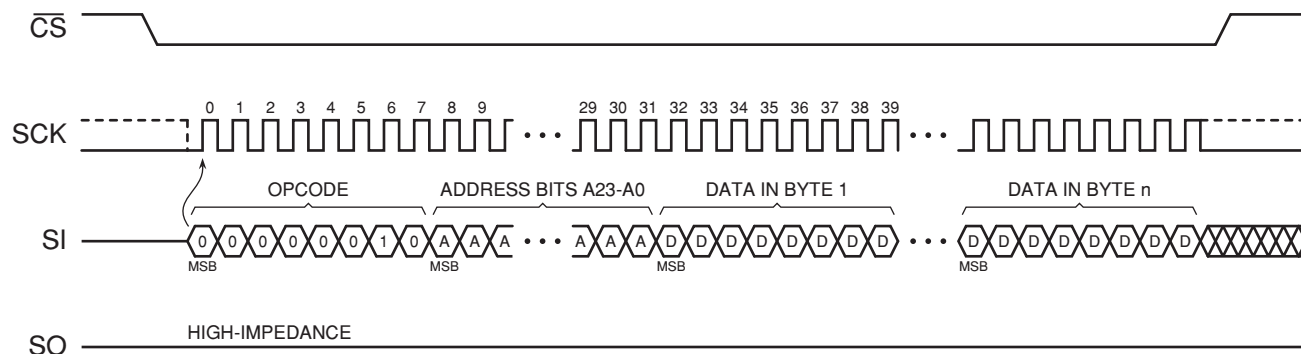 CS
SCK
0 1 2 3 4 5 6 7 8 9 29 30 31 32 33 34 35 36 37 38 39
OPCODE ADDRESS BITS A23-A0 DATA IN BYTE 1 DATA IN BYTE n
SI
0 0 0 0 0 0 1 0 A A A A A A D D D D D D D D D D D D D D D D
MSB MSB MSB MSB
HIGH-IMPEDANCE
SO